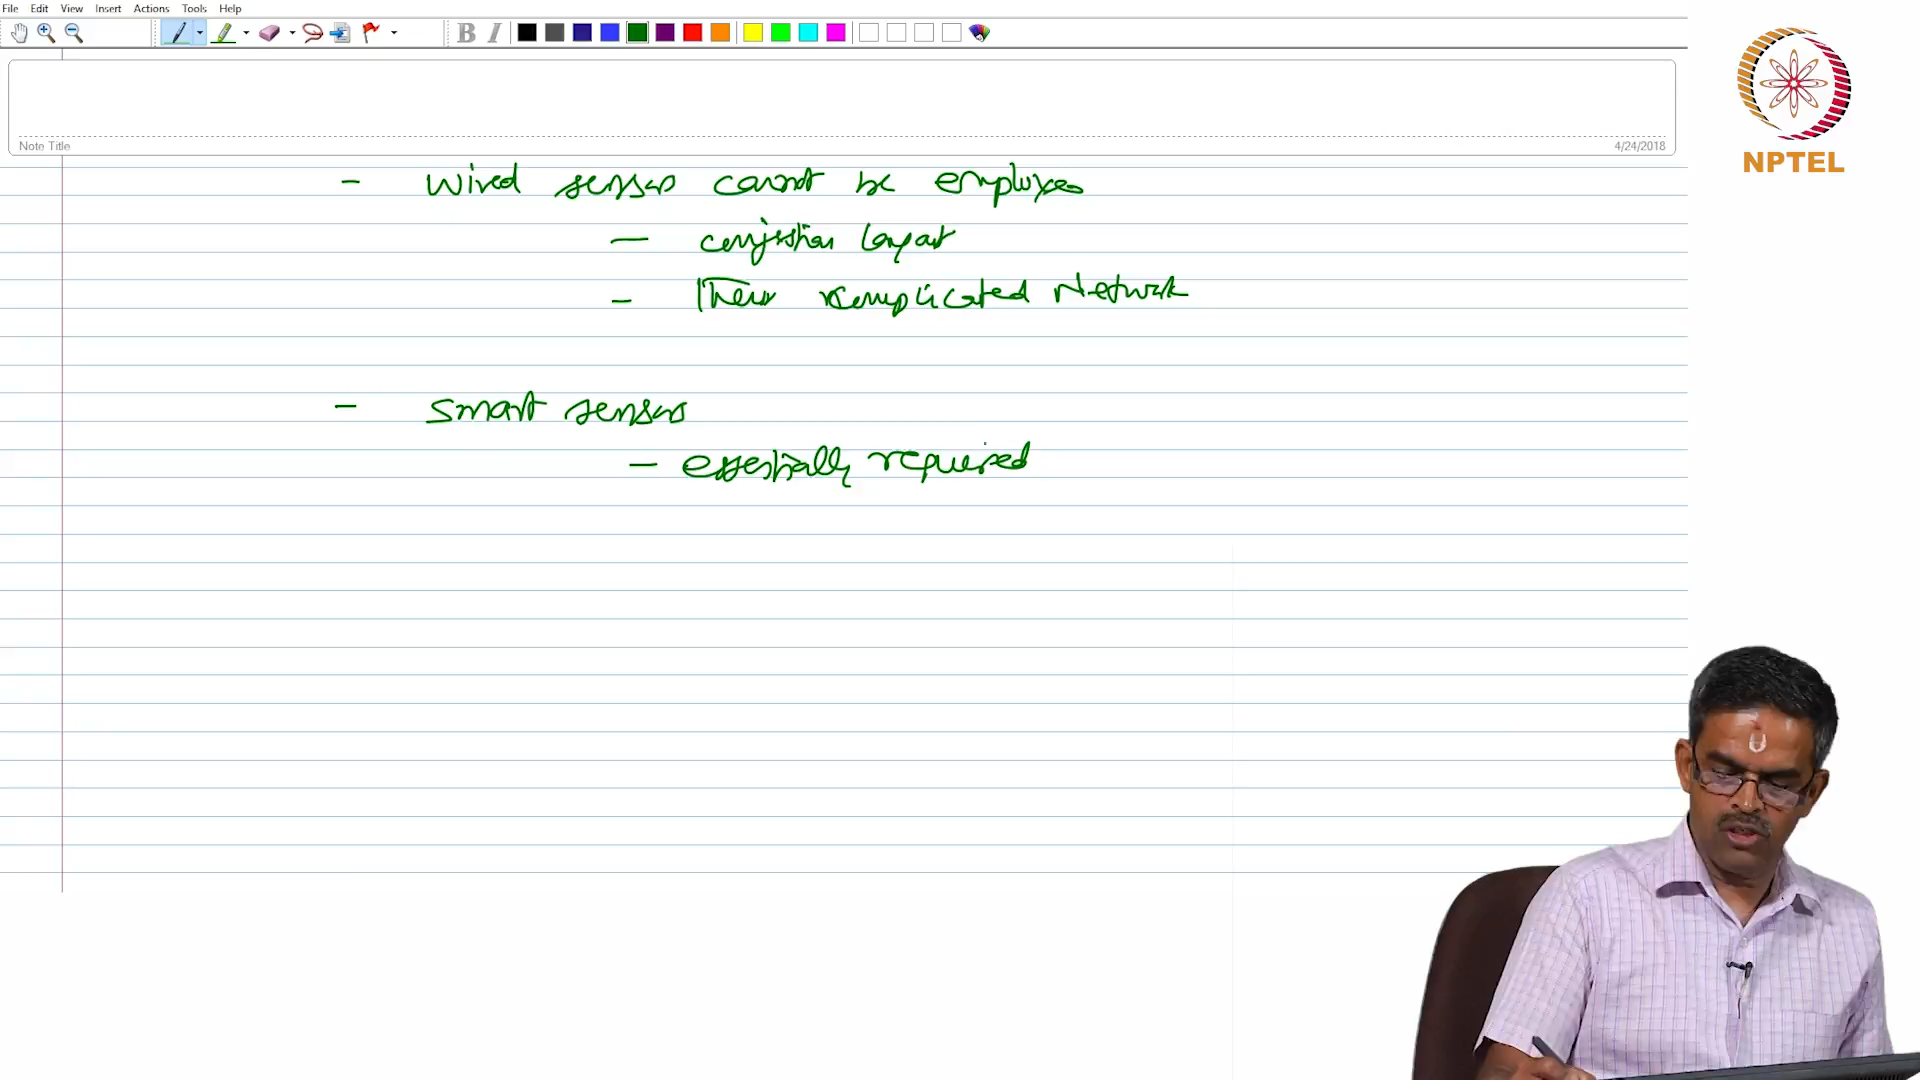 File Edit View Insert Actions Tools Help
B I
NPTEL
Note Title 4/24/2018
- Wired sensors cannot be employed
- congestion layout
- Their complicated Network
- smart sensors
- essentially required